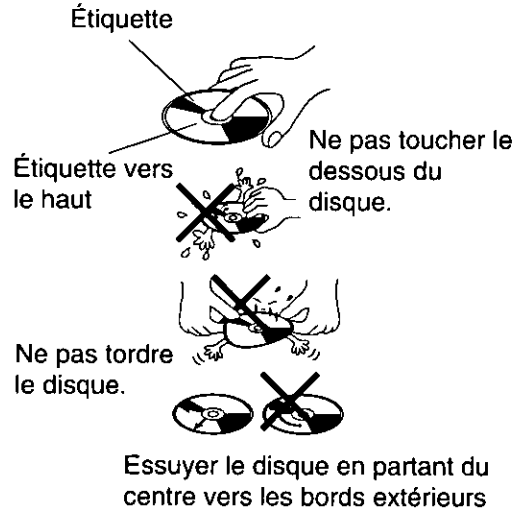 Étiquette
Étiquette vers
le haut
Ne pas toucher le
dessous du
disque.
Ne pas tordre
le disque.
Essuyer le disque en partant du
centre vers les bords extérieurs